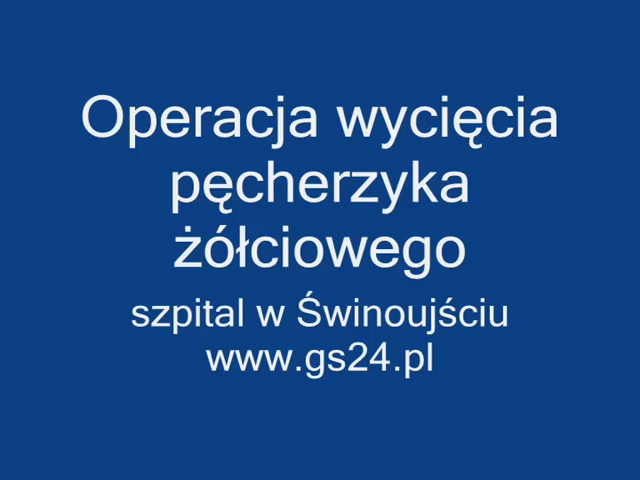 Operacja wycięcia
pęcherzyka
żółciowego
szpital w Świnoujściu
www.gs24.pl